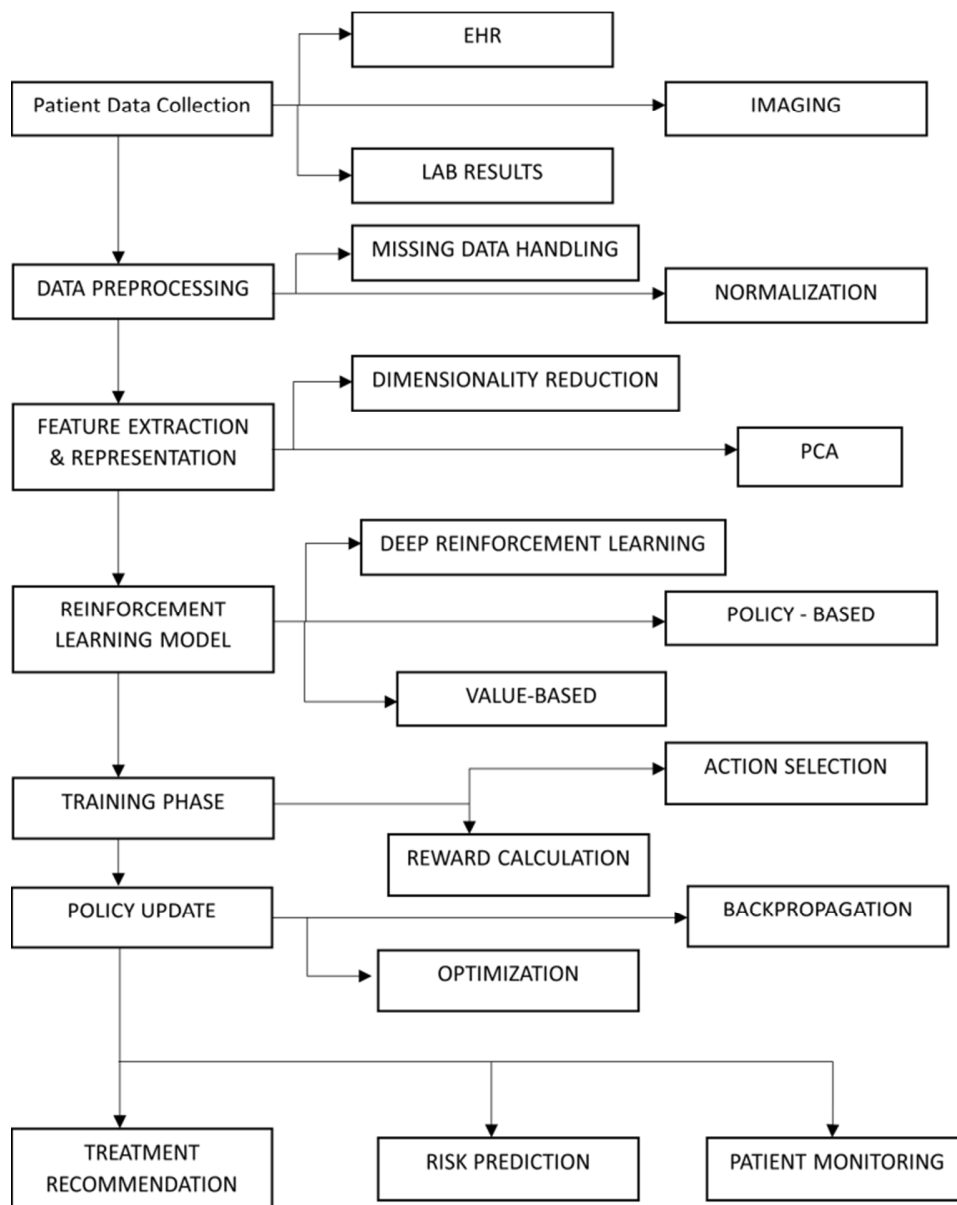 EHR
Patient Data Collection
IMAGING
LAB RESULTS
MISSING DATA HANDLING
DATA PREPROCESSING
NORMALIZATION
DIMENSIONALITY REDUCTION
FEATURE EXTRACTION
& REPRESENTATION
PCA
DEEP REINFORCEMENT LEARNING
REINFORCEMENT
LEARNING MODEL
POLICY - BASED
VALUE-BASED
ACTION SELECTION
TRAINING PHASE
REWARD CALCULATION
POLICY UPDATE
BACKPROPAGATION
OPTIMIZATION
TREATMENT
RECOMMENDATION
RISK PREDICTION
PATIENT MONITORING